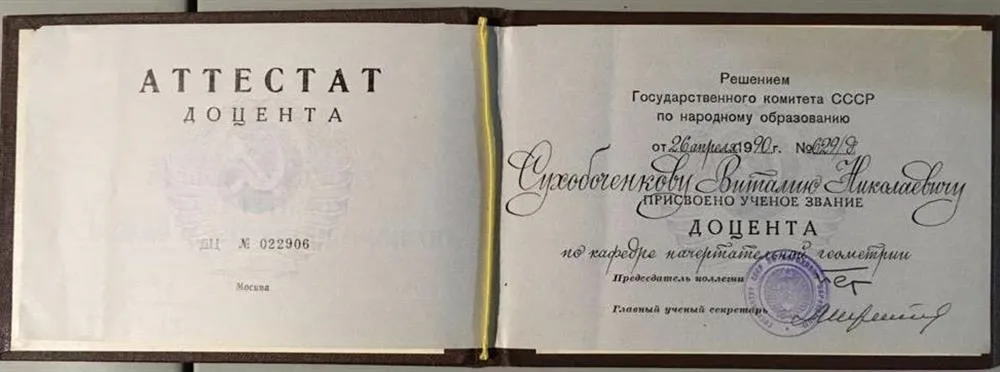 АТТЕСТАТ
ДОЦЕНТА
ДЦ № 022906
Москва
Решением
Государственного комитета СССР
по народному образованию
от 26 апреля 1990 г. № 629/д
Сухобоченкову Виталию Николаевичу
ПРИСВОЕНО УЧЕНОЕ ЗВАНИЕ
ДОЦЕНТА
по кафедре начертательной геометрии
Председатель коллегии
Главный ученый секретарь